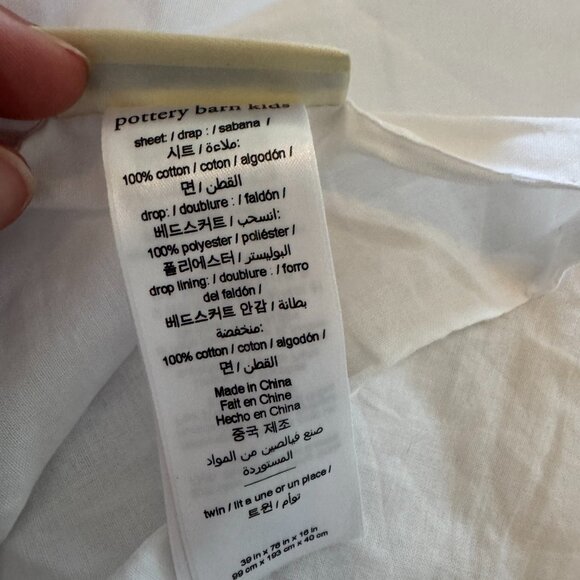 pottery barn kids
sheet: / drap : / sabana /
시트 / ملاءة:
100% cotton / coton / algodón /
면 / القطن
drop: / doublure : / faldón /
베드스커트 / انسحب:
100% polyester / poliéster /
폴리에스터 / البوليستر
drop lining: / doublure : / forro
del faldón /
베드스커트 안감 / بطانة
منخفضة:
100% cotton / coton / algodón /
면 / القطن
Made in China
Fait en Chine
Hecho en China
중국 제조
صنع فيالصين من المواد
المستوردة
twin / lit a une or un place /
트윈 / توأم
39 in x 76 in x 16 in
99 cm x 193 cm x 40 cm